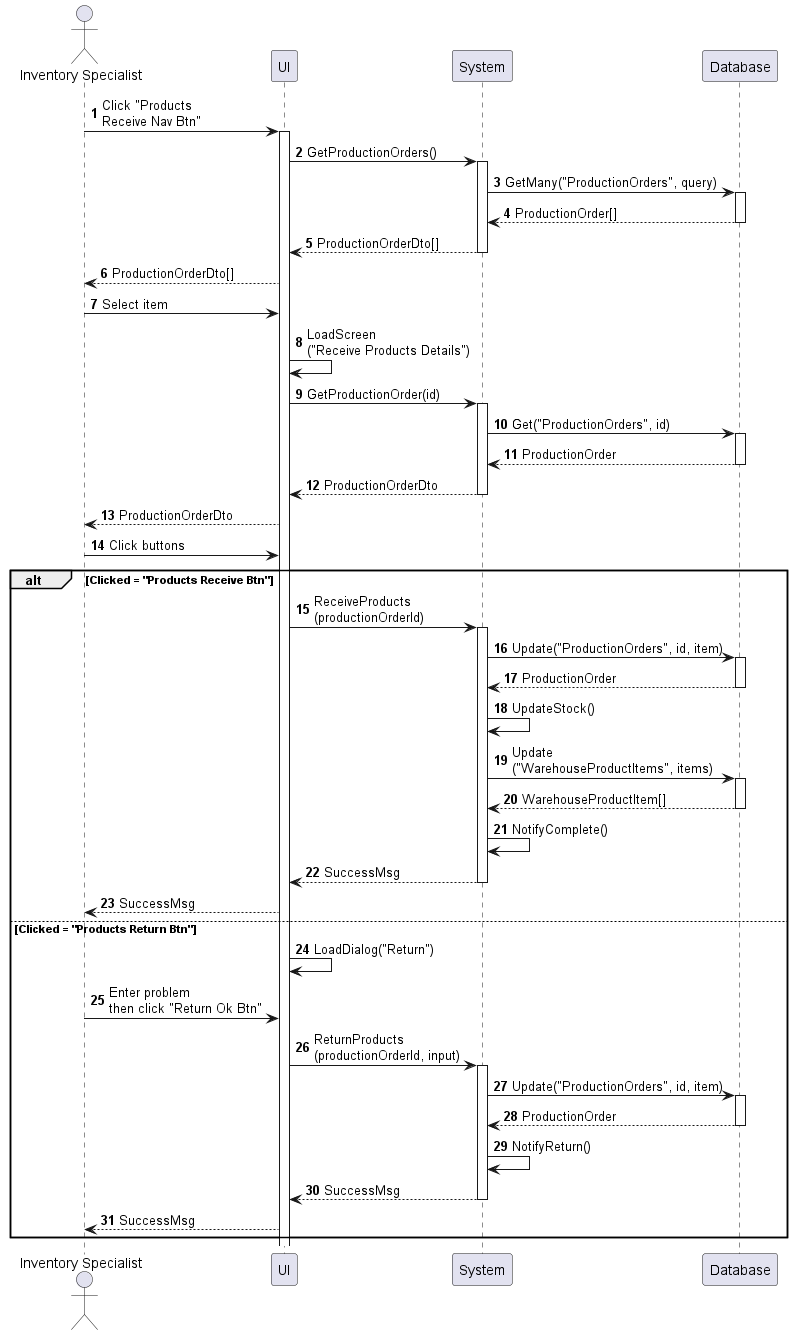 Inventory Specialist
UI
System
Database
1 Click "Products
Receive Nav Btn"
2 GetProductionOrders()
3 GetMany("ProductionOrders", query)
4 ProductionOrder[]
5 ProductionOrderDto[]
6 ProductionOrderDto[]
7 Select item
8 LoadScreen
("Receive Products Details")
9 GetProductionOrder(id)
10 Get("ProductionOrders", id)
11 ProductionOrder
12 ProductionOrderDto
13 ProductionOrderDto
14 Click buttons
alt [Clicked = "Products Receive Btn"]
15 ReceiveProducts
(productionOrderId)
16 Update("ProductionOrders", id, item)
17 ProductionOrder
18 UpdateStock()
19 Update
("WarehouseProductItems", items)
20 WarehouseProductItem[]
21 NotifyComplete()
22 SuccessMsg
23 SuccessMsg
[Clicked = "Products Return Btn"]
24 LoadDialog("Return")
25 Enter problem
then click "Return Ok Btn"
26 ReturnProducts
(productionOrderId, input)
27 Update("ProductionOrders", id, item)
28 ProductionOrder
29 NotifyReturn()
30 SuccessMsg
31 SuccessMsg
Inventory Specialist
UI
System
Database